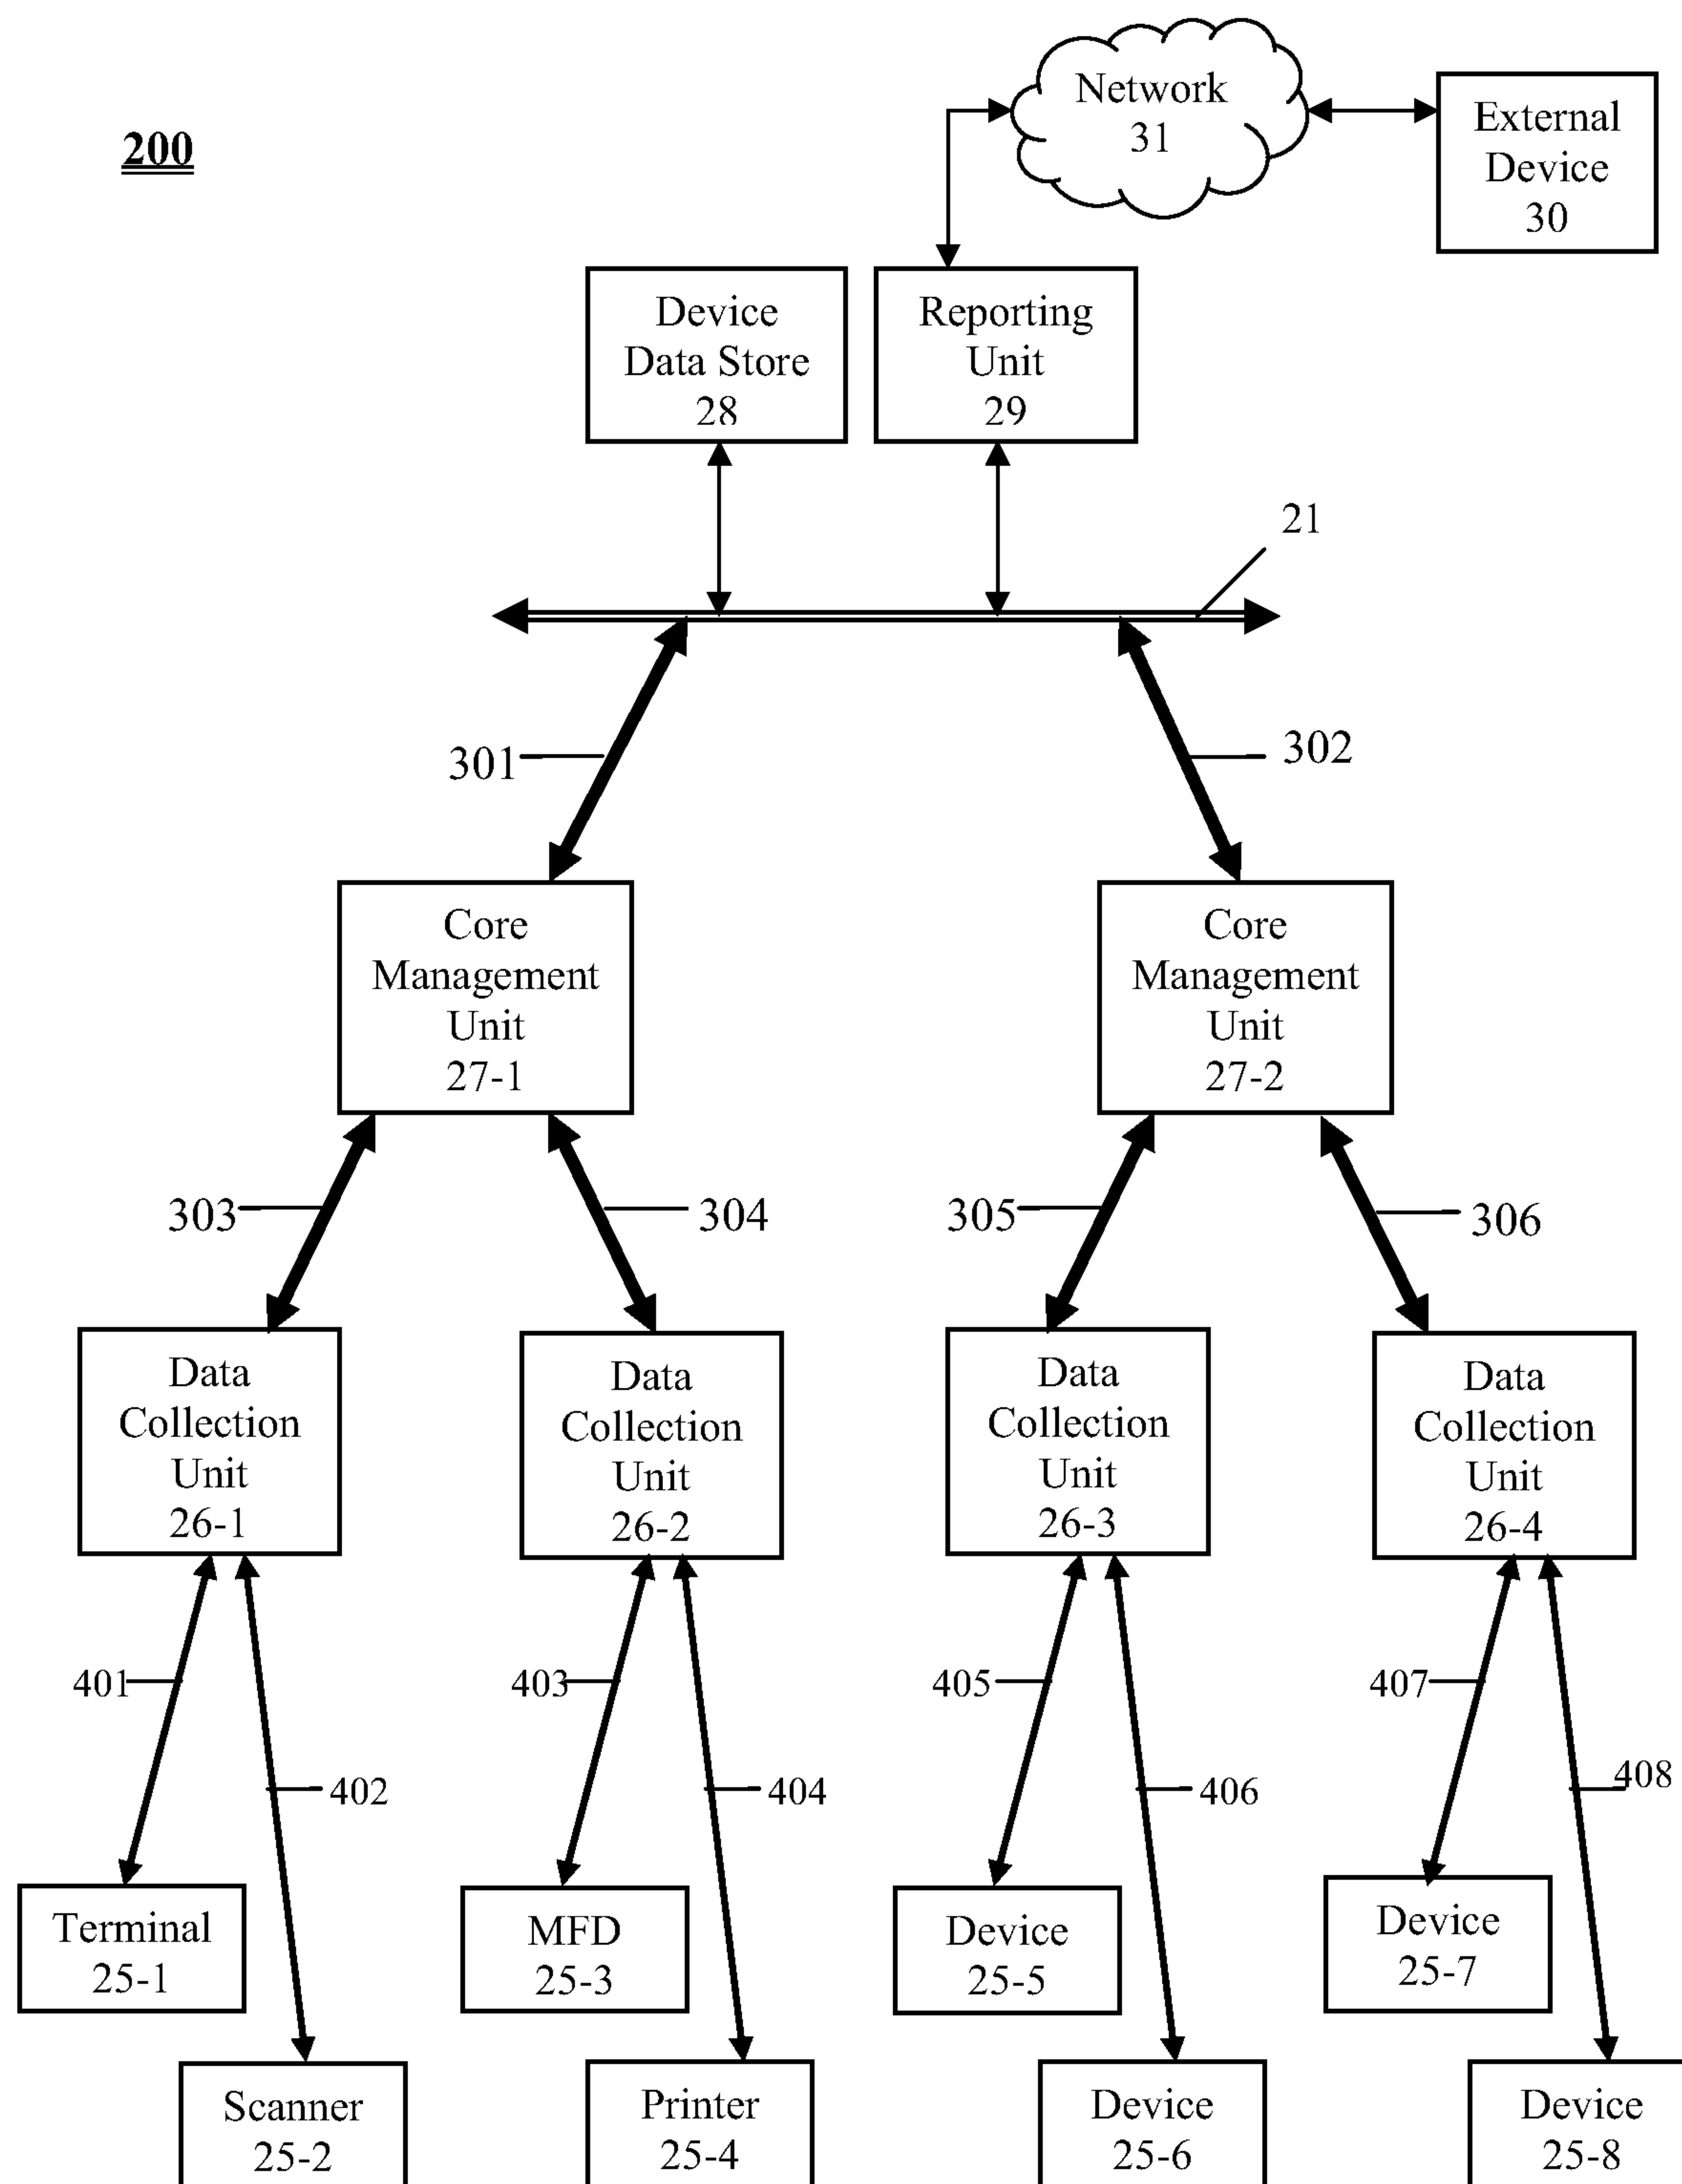 200
Network
31
External
Device
30
Device
Data Store
28
Reporting
Unit
29
21
301
302
Core
Management
Unit
27-1
Core
Management
Unit
27-2
303
304
305
306
Data
Collection
Unit
26-1
Data
Collection
Unit
26-2
Data
Collection
Unit
26-3
Data
Collection
Unit
26-4
401
402
403
404
405
406
407
408
Terminal
25-1
MFD
25-3
Device
25-5
Device
25-7
Scanner
25-2
Printer
25-4
Device
25-6
Device
25-8